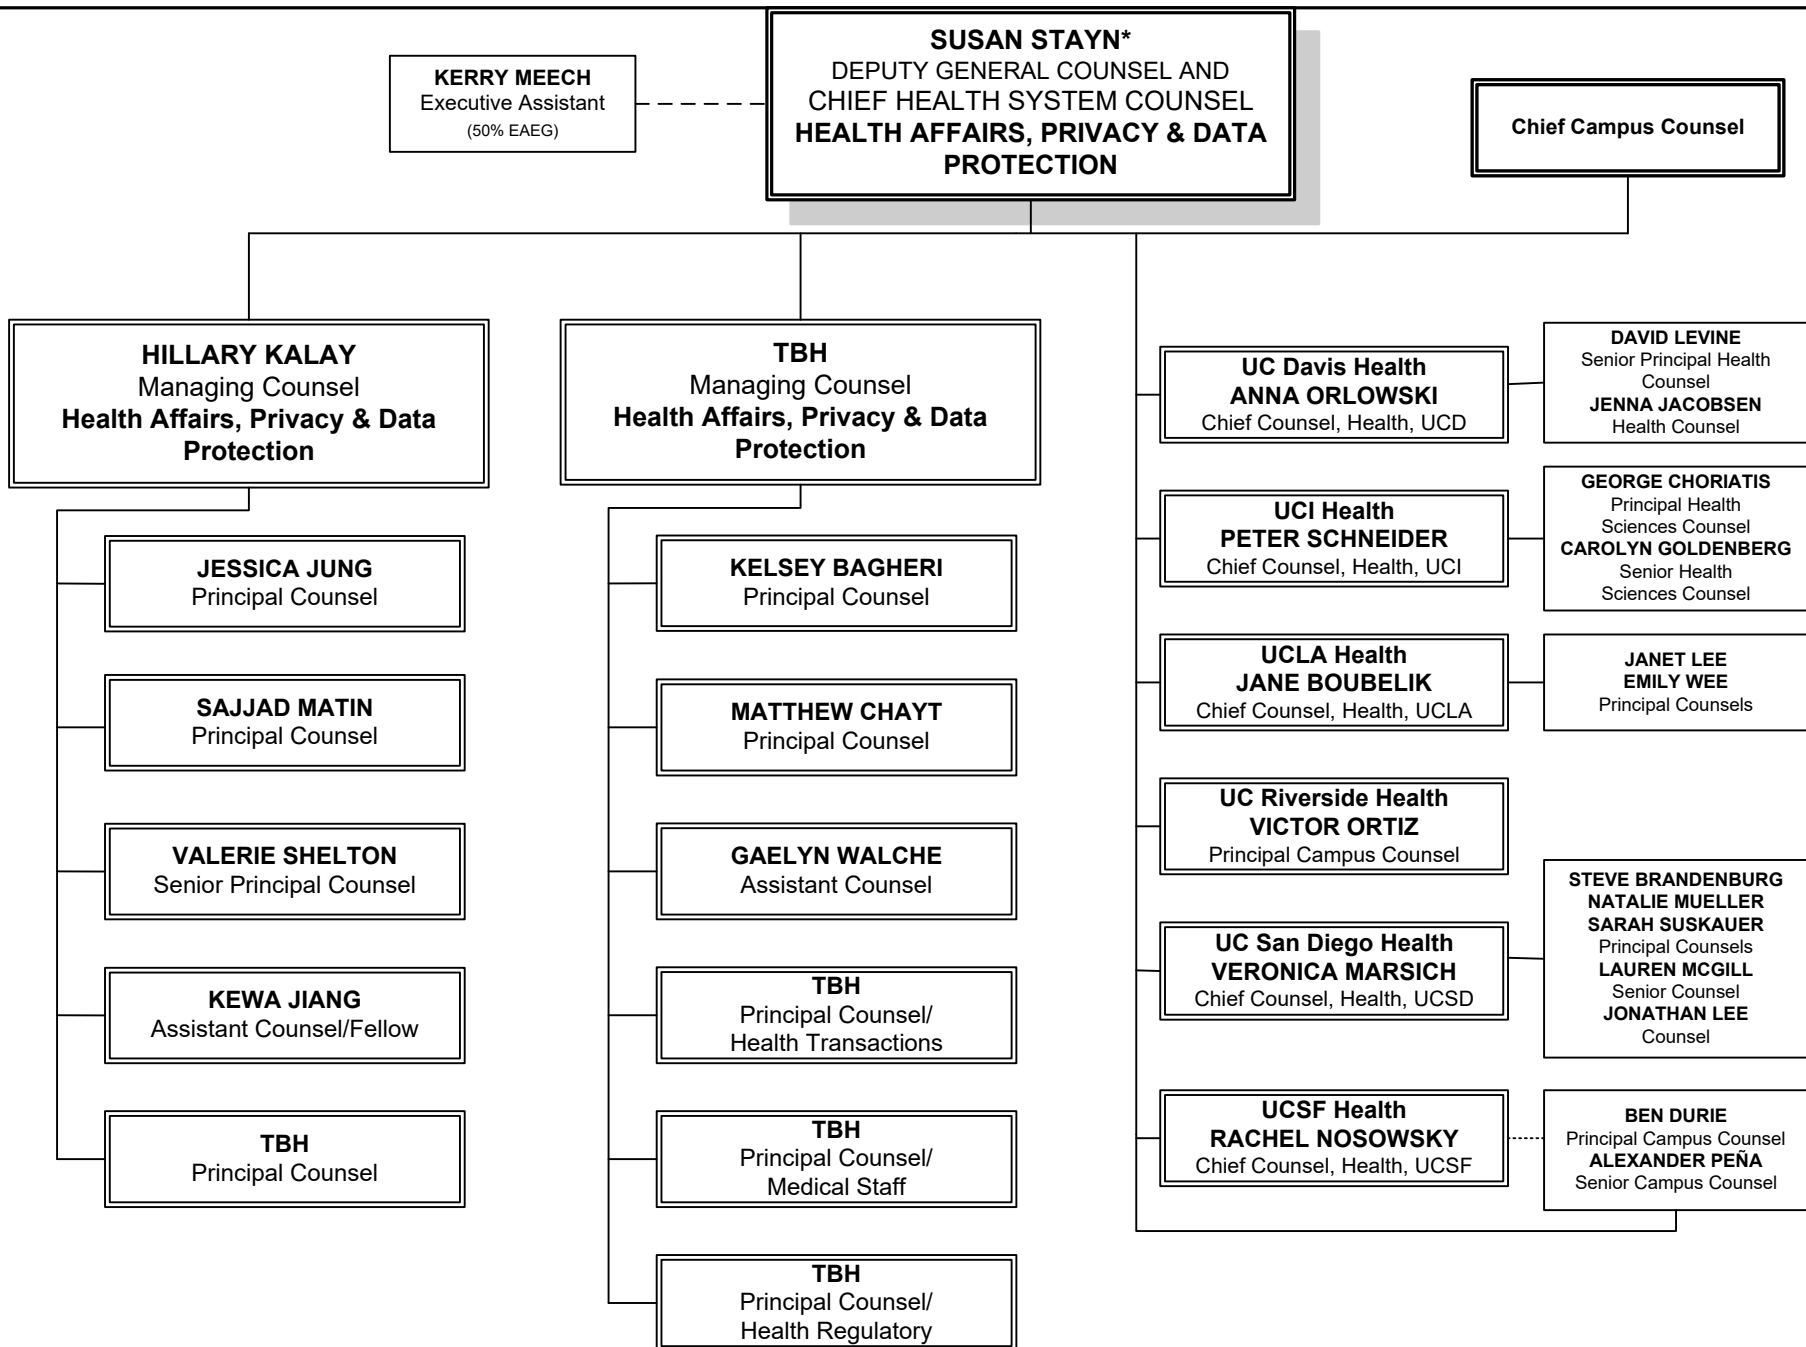 SUSAN STAYN*
DEPUTY GENERAL COUNSEL AND
CHIEF HEALTH SYSTEM COUNSEL
HEALTH AFFAIRS, PRIVACY & DATA
PROTECTION
KERRY MEECH
Executive Assistant
(50% EAEG)
Chief Campus Counsel
HILLARY KALAY
Managing Counsel
Health Affairs, Privacy & Data
Protection
JESSICA JUNG
Principal Counsel
SAJJAD MATIN
Principal Counsel
VALERIE SHELTON
Senior Principal Counsel
KEWA JIANG
Assistant Counsel/Fellow
TBH
Principal Counsel
TBH
Managing Counsel
Health Affairs, Privacy & Data
Protection
KELSEY BAGHERI
Principal Counsel
MATTHEW CHAYT
Principal Counsel
GAELYN WALCHE
Assistant Counsel
TBH
Principal Counsel/
Health Transactions
TBH
Principal Counsel/
Medical Staff
TBH
Principal Counsel/
Health Regulatory
UC Davis Health
ANNA ORLOWSKI
Chief Counsel, Health, UCD
DAVID LEVINE
Senior Principal Health
Counsel
JENNA JACOBSEN
Health Counsel
UCI Health
PETER SCHNEIDER
Chief Counsel, Health, UCI
GEORGE CHORIATIS
Principal Health
Sciences Counsel
CAROLYN GOLDENBERG
Senior Health
Sciences Counsel
UCLA Health
JANE BOUBELIK
Chief Counsel, Health, UCLA
JANET LEE
EMILY WEE
Principal Counsels
UC Riverside Health
VICTOR ORTIZ
Principal Campus Counsel
UC San Diego Health
VERONICA MARSICH
Chief Counsel, Health, UCSD
STEVE BRANDENBURG
NATALIE MUELLER
SARAH SUSKAUER
Principal Counsels
LAUREN MCGILL
Senior Counsel
JONATHAN LEE
Counsel
UCSF Health
RACHEL NOSOWSKY
Chief Counsel, Health, UCSF
BEN DURIE
Principal Campus Counsel
ALEXANDER PEÑA
Senior Campus Counsel